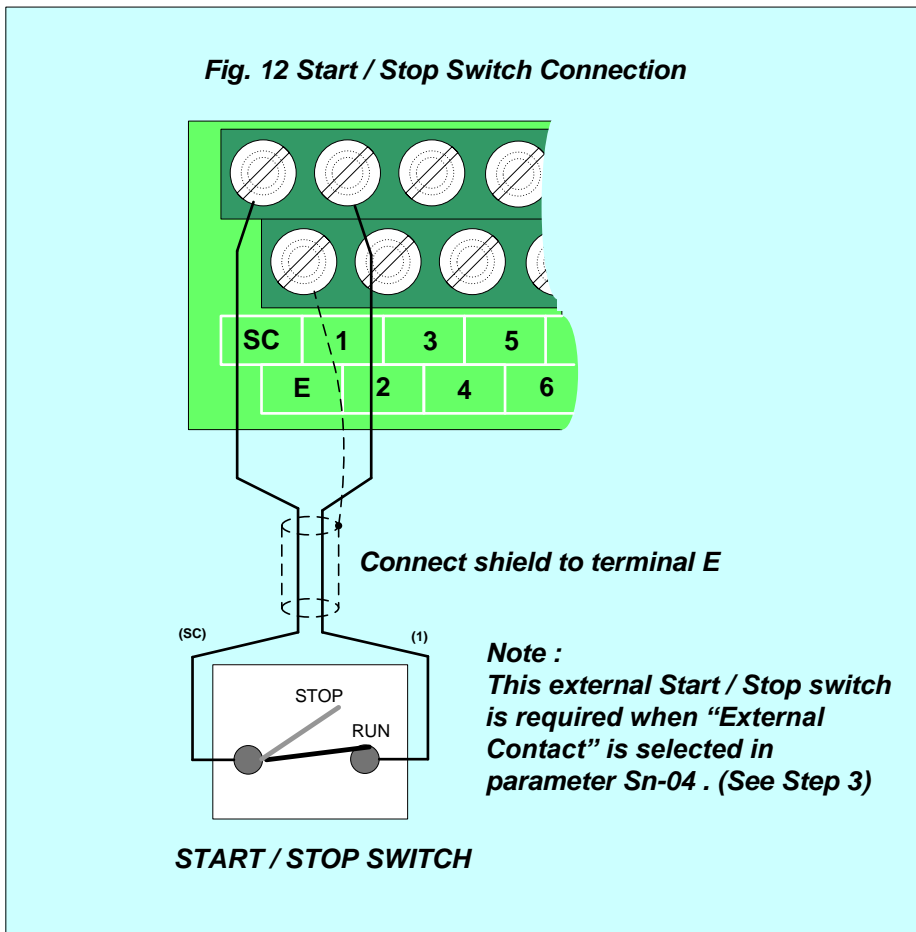 Fig. 12 Start / Stop Switch Connection
SC 1 3 5
E 2 4 6
Connect shield to terminal E
(SC) (1)
STOP
RUN
Note :
This external Start / Stop switch
is required when “External
Contact” is selected in
parameter Sn-04 . (See Step 3)
START / STOP SWITCH